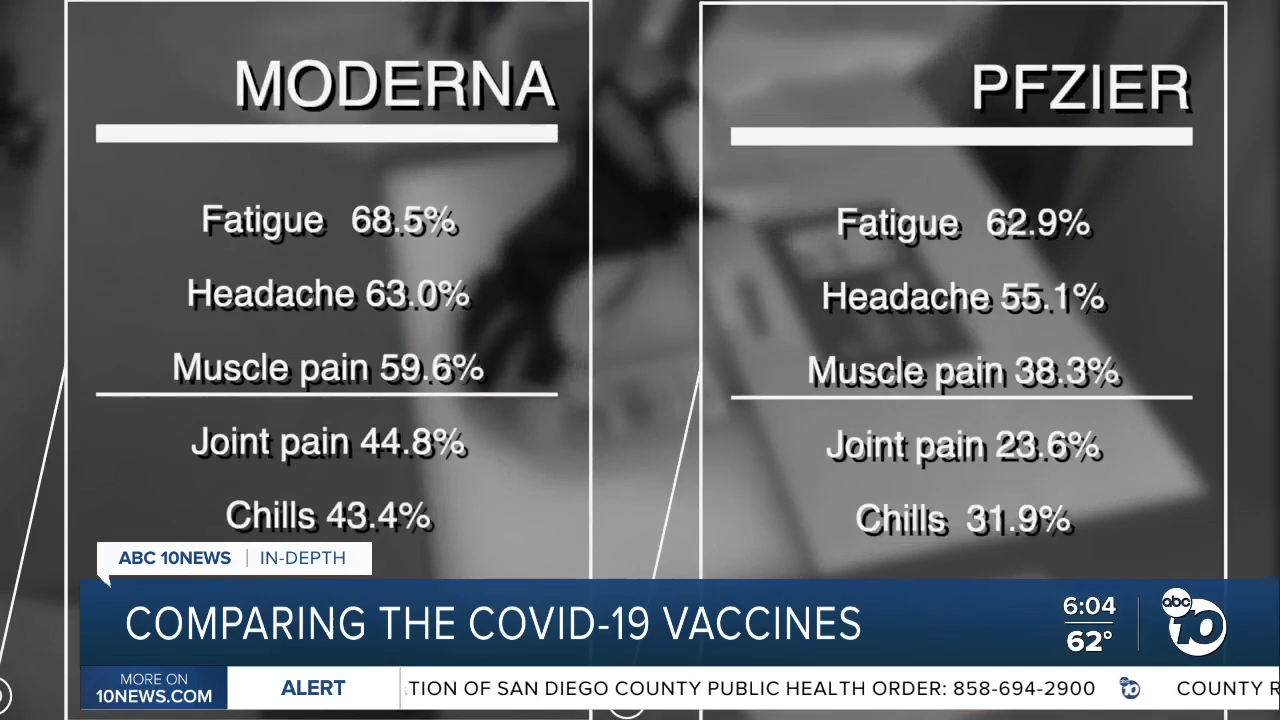 MODERNA
Fatigue 68.5%
Headache 63.0%
Muscle pain 59.6%
Joint pain 44.8%
Chills 43.4%
PFZIER
Fatigue 62.9%
Headache 55.1%
Muscle pain 38.3%
Joint pain 23.6%
Chills 31.9%
ABC 10NEWS | IN-DEPTH
COMPARING THE COVID-19 VACCINES
6:04
62°
abc
10
MORE ON
10NEWS.COM
ALERT
TION OF SAN DIEGO COUNTY PUBLIC HEALTH ORDER: 858-694-2900 abc 10 COUNTY R